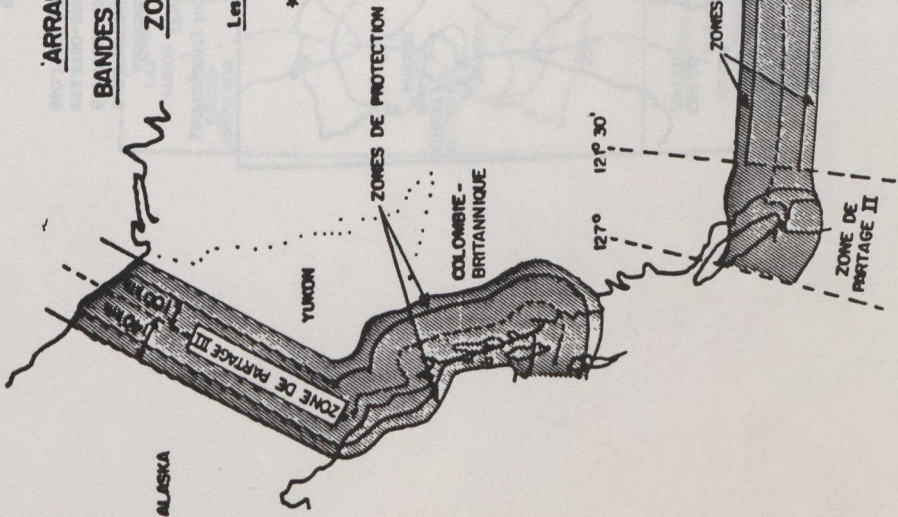 ARRA
BANDES
ZO
Les
*
ZONES DE PROTECTION
ZONES
ALASKA
YUKON
COLOMBIE-
BRITANNIQUE
ZONE DE PARTAGE III
127°
121° 30'
ZONE DE
PARTAGE II